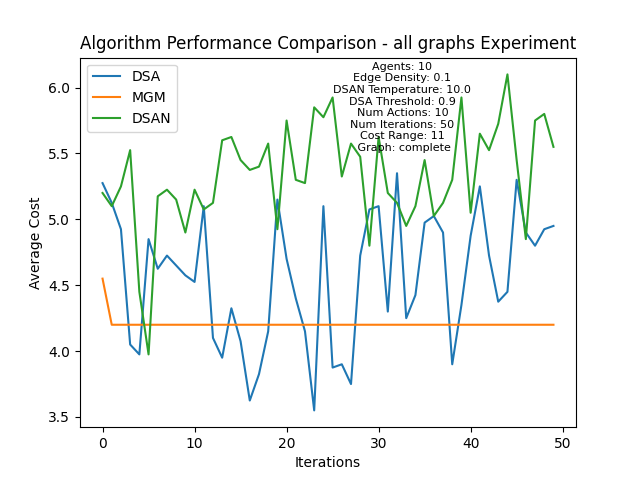 Algorithm Performance Comparison - all graphs Experiment
DSA
MGM
DSAN
Agents: 10
Edge Density: 0.1
DSAN Temperature: 10.0
DSA Threshold: 0.9
Num Actions: 10
Num Iterations: 50
Cost Range: 11
Graph: complete
Average Cost
6.0
5.5
5.0
4.5
4.0
3.5
0 10 20 30 40 50
Iterations